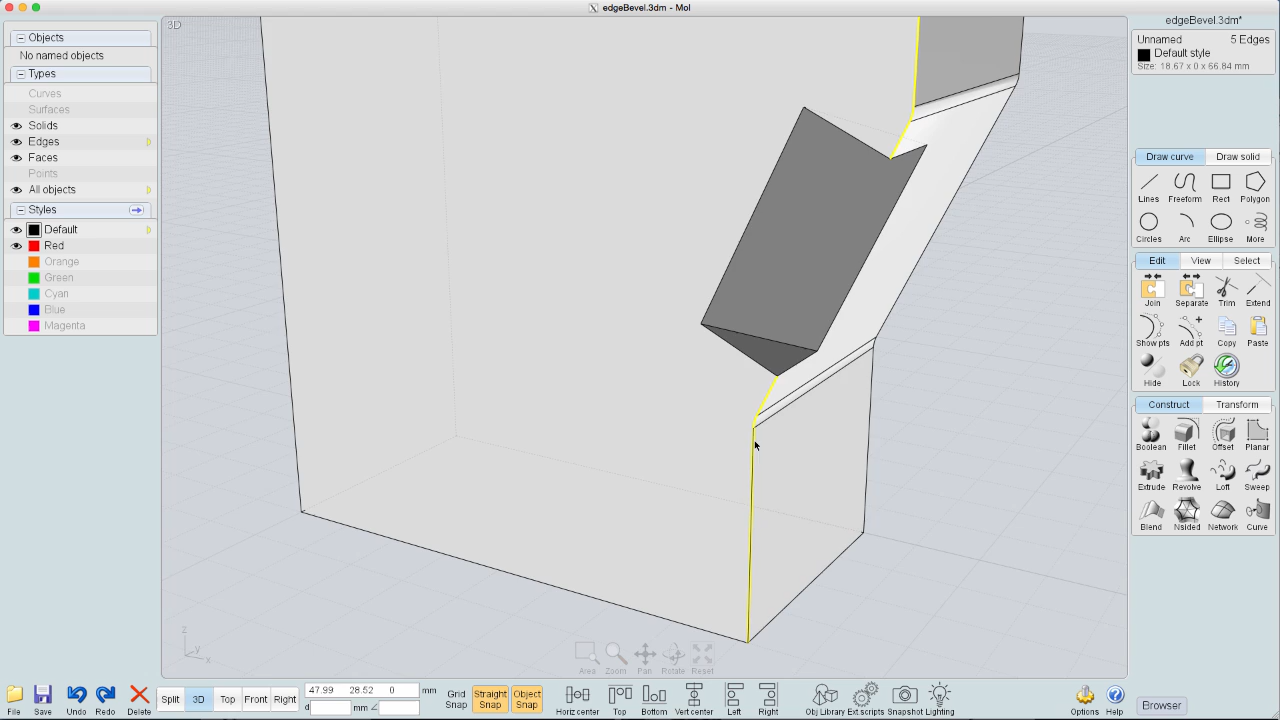 edgeBevel.3dm - MoI
Objects
No named objects
Types
Curves
Surfaces
Solids
Edges
Faces
Points
All objects
Styles
Default
Red
Orange
Green
Cyan
Blue
Magenta
3D
z
y
x
Area Zoom Pan Rotate Reset
edgeBevel.3dm*
Unnamed 5 Edges
Default style
Size: 18.67 x 0 x 66.84 mm
Draw curve Draw solid
Lines Freeform Rect Polygon
Circles Arc Ellipse More
Edit View Select
Join Separate Trim Extend
Show pts Add pt Copy Paste
Hide Lock History
Construct Transform
Boolean Fillet Offset Planar
Extrude Revolve Loft Sweep
Blend Nsided Network Curve
File Save Undo Redo Delete Split 3D Top Front Right
47.99 28.52 0 mm
d mm
Grid Snap
Straight Snap
Object Snap
Horiz center Top Bottom Vert center Left Right
Obj Library Ext scripts Snapshot Lighting
Options Help
Browser